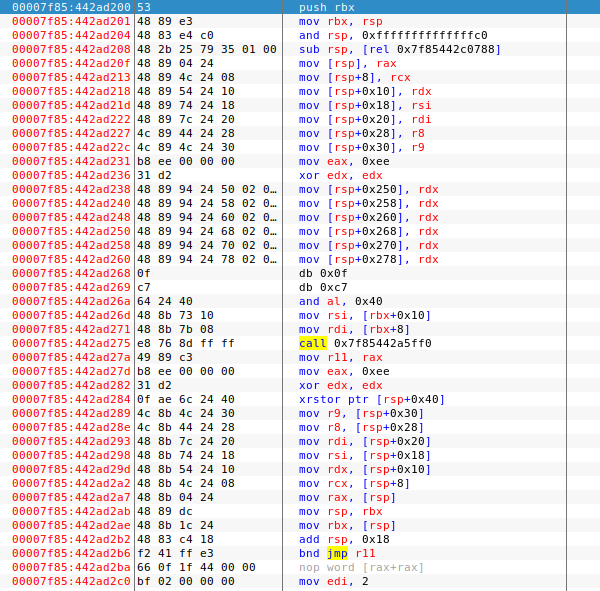 00007f85:442ad200 53 push rbx
00007f85:442ad201 48 89 e3 mov rbx, rsp
00007f85:442ad204 48 83 e4 c0 and rsp, 0xffffffffffffffc0
00007f85:442ad208 48 2b 25 79 35 01 00 sub rsp, [rel 0x7f85442c0788]
00007f85:442ad20f 48 89 04 24 mov [rsp], rax
00007f85:442ad213 48 89 4c 24 08 mov [rsp+8], rcx
00007f85:442ad218 48 89 54 24 10 mov [rsp+0x10], rdx
00007f85:442ad21d 48 89 74 24 18 mov [rsp+0x18], rsi
00007f85:442ad222 48 89 7c 24 20 mov [rsp+0x20], rdi
00007f85:442ad227 4c 89 44 24 28 mov [rsp+0x28], r8
00007f85:442ad22c 4c 89 4c 24 30 mov [rsp+0x30], r9
00007f85:442ad231 b8 ee 00 00 00 mov eax, 0xee
00007f85:442ad236 31 d2 xor edx, edx
00007f85:442ad238 48 89 94 24 50 02 0… mov [rsp+0x250], rdx
00007f85:442ad240 48 89 94 24 58 02 0… mov [rsp+0x258], rdx
00007f85:442ad248 48 89 94 24 60 02 0… mov [rsp+0x260], rdx
00007f85:442ad250 48 89 94 24 68 02 0… mov [rsp+0x268], rdx
00007f85:442ad258 48 89 94 24 70 02 0… mov [rsp+0x270], rdx
00007f85:442ad260 48 89 94 24 78 02 0… mov [rsp+0x278], rdx
00007f85:442ad268 0f db 0x0f
00007f85:442ad269 c7 db 0xc7
00007f85:442ad26a 64 24 40 and al, 0x40
00007f85:442ad26d 48 8b 73 10 mov rsi, [rbx+0x10]
00007f85:442ad271 48 8b 7b 08 mov rdi, [rbx+8]
00007f85:442ad275 e8 76 8d ff ff call 0x7f85442a5ff0
00007f85:442ad27a 49 89 c3 mov r11, rax
00007f85:442ad27d b8 ee 00 00 00 mov eax, 0xee
00007f85:442ad282 31 d2 xor edx, edx
00007f85:442ad284 0f ae 6c 24 40 xrstor ptr [rsp+0x40]
00007f85:442ad289 4c 8b 4c 24 30 mov r9, [rsp+0x30]
00007f85:442ad28e 4c 8b 44 24 28 mov r8, [rsp+0x28]
00007f85:442ad293 48 8b 7c 24 20 mov rdi, [rsp+0x20]
00007f85:442ad298 48 8b 74 24 18 mov rsi, [rsp+0x18]
00007f85:442ad29d 48 8b 54 24 10 mov rdx, [rsp+0x10]
00007f85:442ad2a2 48 8b 4c 24 08 mov rcx, [rsp+8]
00007f85:442ad2a7 48 8b 04 24 mov rax, [rsp]
00007f85:442ad2ab 48 89 dc mov rsp, rbx
00007f85:442ad2ae 48 8b 1c 24 mov rbx, [rsp]
00007f85:442ad2b2 48 83 c4 18 add rsp, 0x18
00007f85:442ad2b6 f2 41 ff e3 bnd jmp r11
00007f85:442ad2ba 66 0f 1f 44 00 00 nop word [rax+rax]
00007f85:442ad2c0 bf 02 00 00 00 mov edi, 2